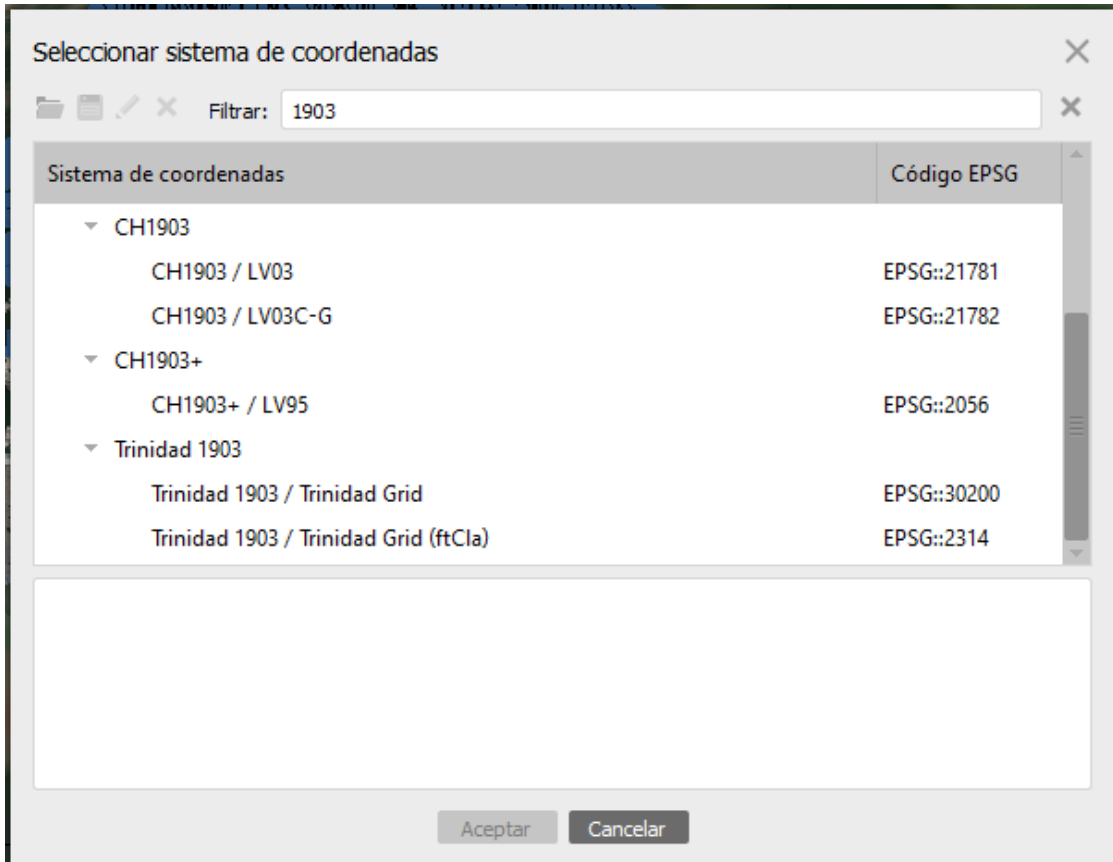 Seleccionar sistema de coordenadas
Filtrar: 1903
Sistema de coordenadas Código EPSG
CH1903
CH1903 / LV03 EPSG::21781
CH1903 / LV03C-G EPSG::21782
CH1903+
CH1903+ / LV95 EPSG::2056
Trinidad 1903
Trinidad 1903 / Trinidad Grid EPSG::30200
Trinidad 1903 / Trinidad Grid (ftCla) EPSG::2314
Aceptar Cancelar